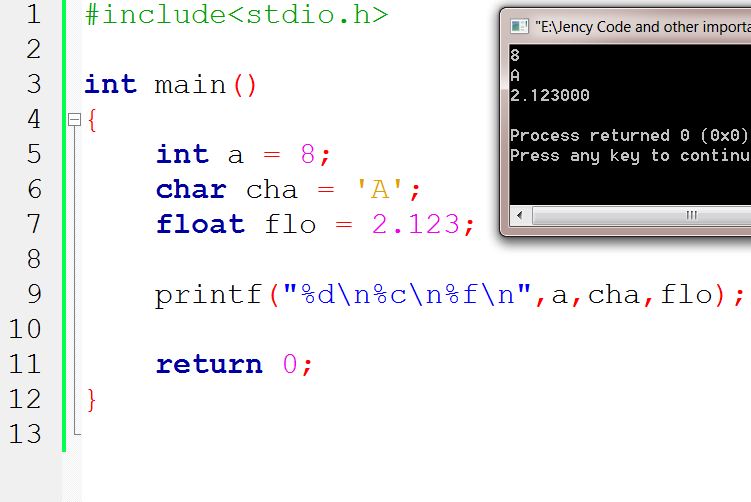 1 #include<stdio.h>
2
3 int main()
4 {
5 int a = 8;
6 char cha = 'A';
7 float flo = 2.123;
8
9 printf("%d\n%c\n%f\n",a,cha,flo);
10
11 return 0;
12 }
13
"E:\Jency Code and other importa
8
A
2.123000
Process returned 0 (0x0)
Press any key to continu